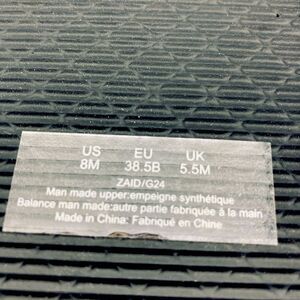 US EU UK
8M 38.5B 5.5M
ZAID/G24
Man made upper:empeigne synthétique
Balance man made:autre partie fabriquée à la main
Made in China: Fabriqué en Chine